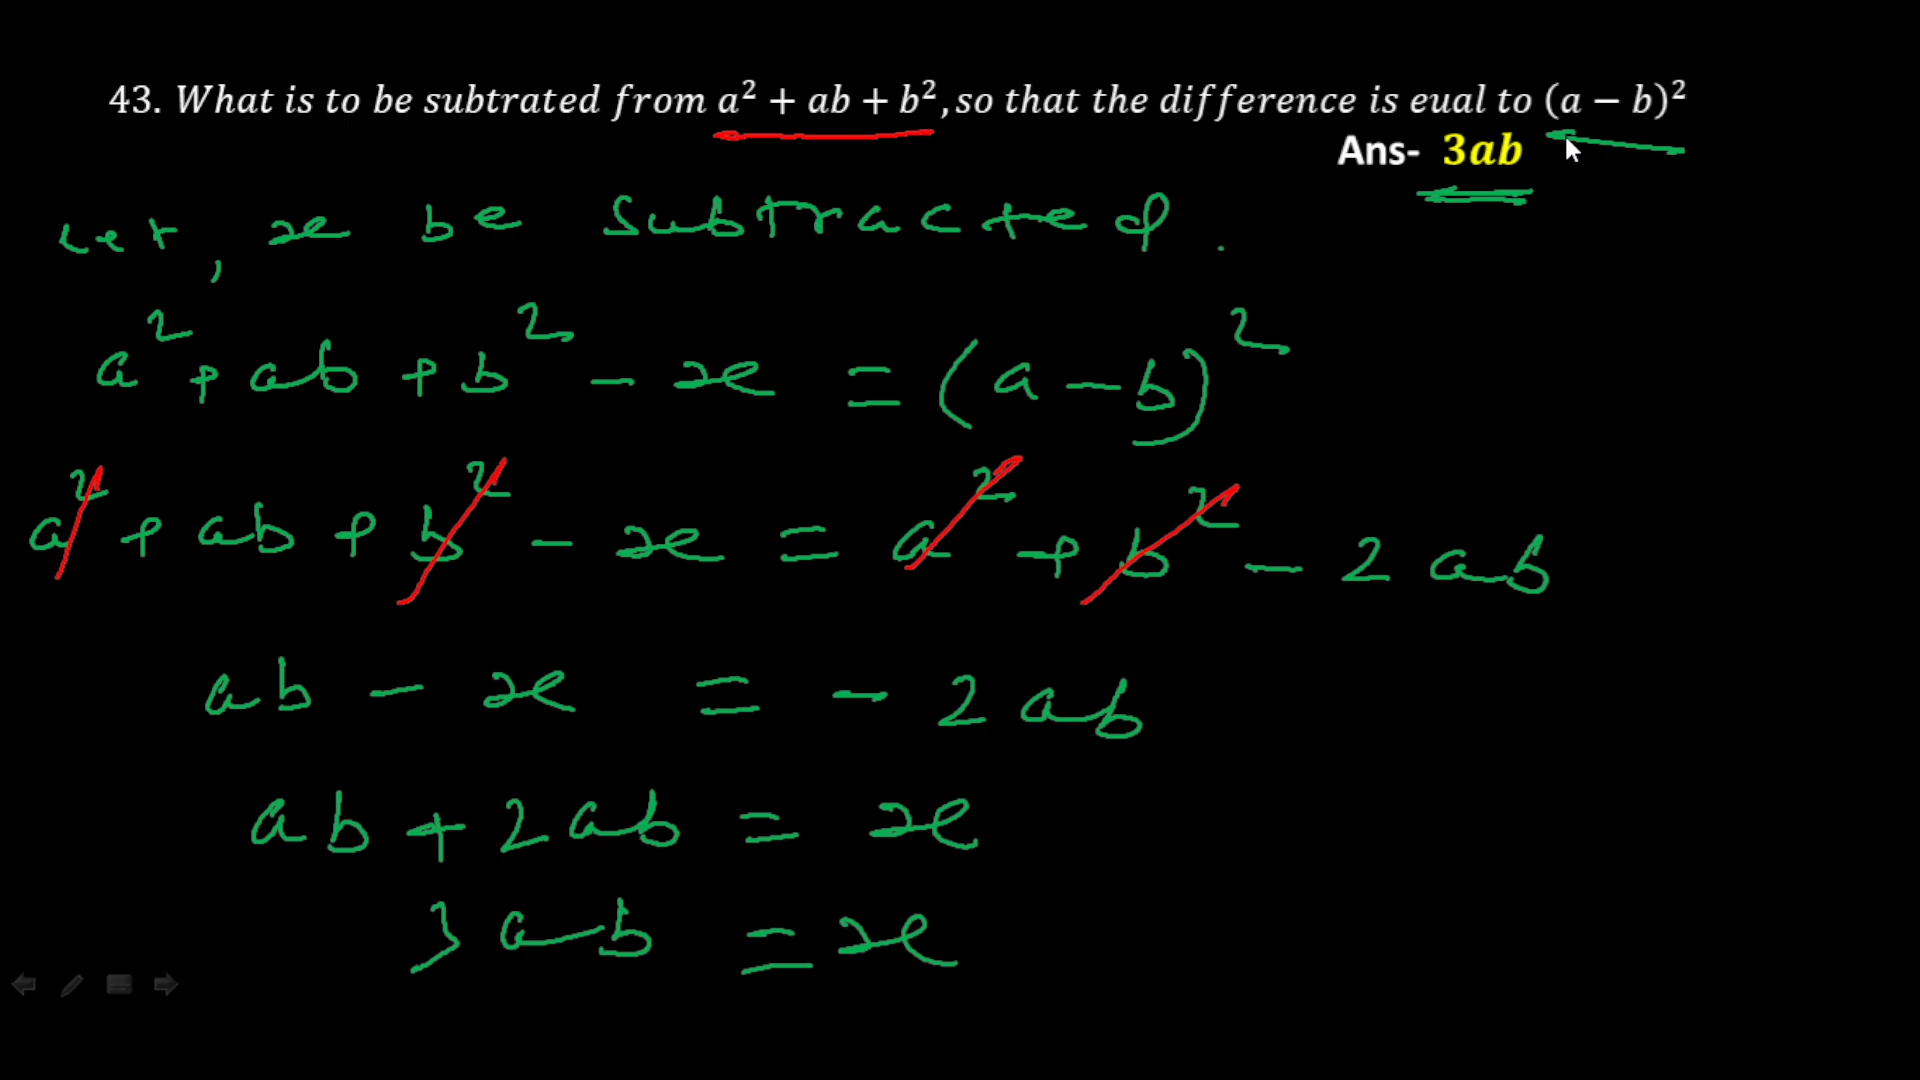 43. What is to be subtrated from a² + ab + b², so that the difference is eual to (a − b)²
Ans- 3ab
Let, x be subtracted.
a² + ab + b² − x = (a − b)²
a² + ab + b² − x = a² + b² − 2ab
ab − x = − 2ab
ab + 2ab = x
3ab = x